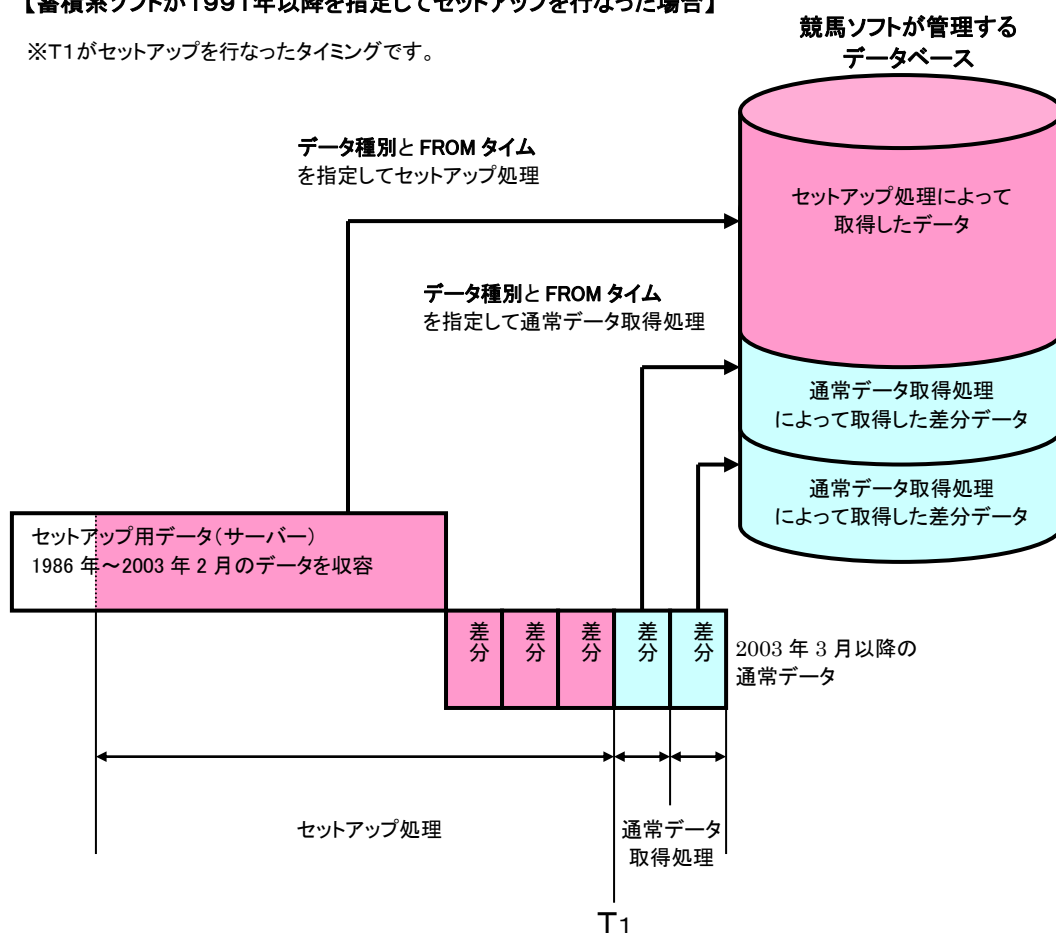 【蓄積系ソフトが1991年以降を指定してセットアップを行なった場合】
※T1がセットアップを行なったタイミングです。
競馬ソフトが管理する
データベース
データ種別と FROM タイム
を指定してセットアップ処理
セットアップ処理によって
取得したデータ
データ種別と FROM タイム
を指定して通常データ取得処理
通常データ取得処理
によって取得した差分データ
通常データ取得処理
によって取得した差分データ
セットアップ用データ(サーバー)
1986 年~2003 年 2 月のデータを収容
差分
差分
差分
差分
差分
2003 年 3 月以降の
通常データ
セットアップ処理
通常データ
取得処理
T1